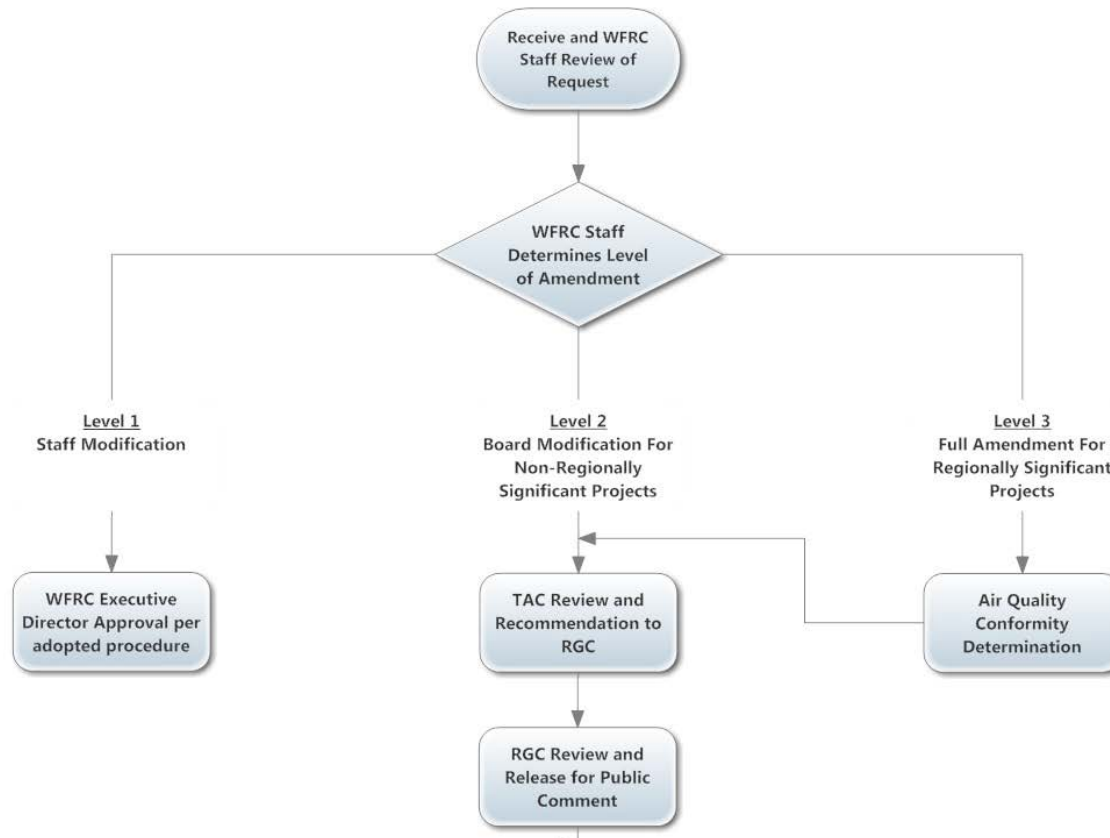 Receive and WFRC
Staff Review of
Request
WFRC Staff
Determines Level
of Amendment
Level 1
Staff Modification
Level 2
Board Modification For
Non-Regionally
Significant Projects
Level 3
Full Amendment For
Regionally Significant
Projects
WFRC Executive
Director Approval per
adopted procedure
TAC Review and
Recommendation to
RGC
Air Quality
Conformity
Determination
RGC Review and
Release for Public
Comment